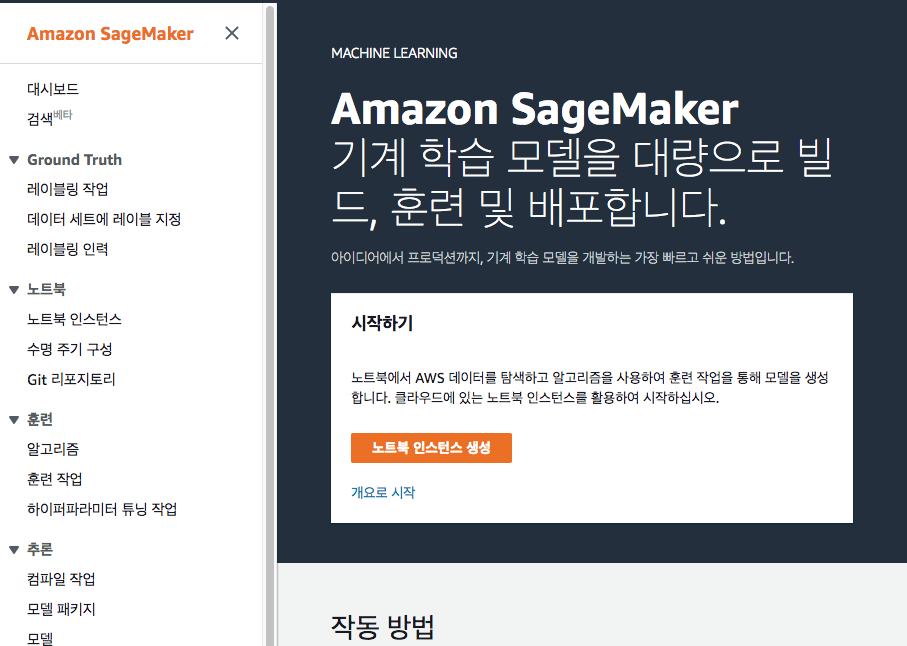 Amazon SageMaker
대시보드
검색베타
Ground Truth
레이블링 작업
데이터 세트에 레이블 지정
레이블링 인력
노트북
노트북 인스턴스
수명 주기 구성
Git 리포지토리
훈련
알고리즘
훈련 작업
하이퍼파라미터 튜닝 작업
추론
컴파일 작업
모델 패키지
모델
MACHINE LEARNING
Amazon SageMaker
기계 학습 모델을 대량으로 빌
드, 훈련 및 배포합니다.
아이디어에서 프로덕션까지, 기계 학습 모델을 개발하는 가장 빠르고 쉬운 방법입니다.
시작하기
노트북에서 AWS 데이터를 탐색하고 알고리즘을 사용하여 훈련 작업을 통해 모델을 생성
합니다. 클라우드에 있는 노트북 인스턴스를 활용하여 시작하십시오.
노트북 인스턴스 생성
개요로 시작
작동 방법